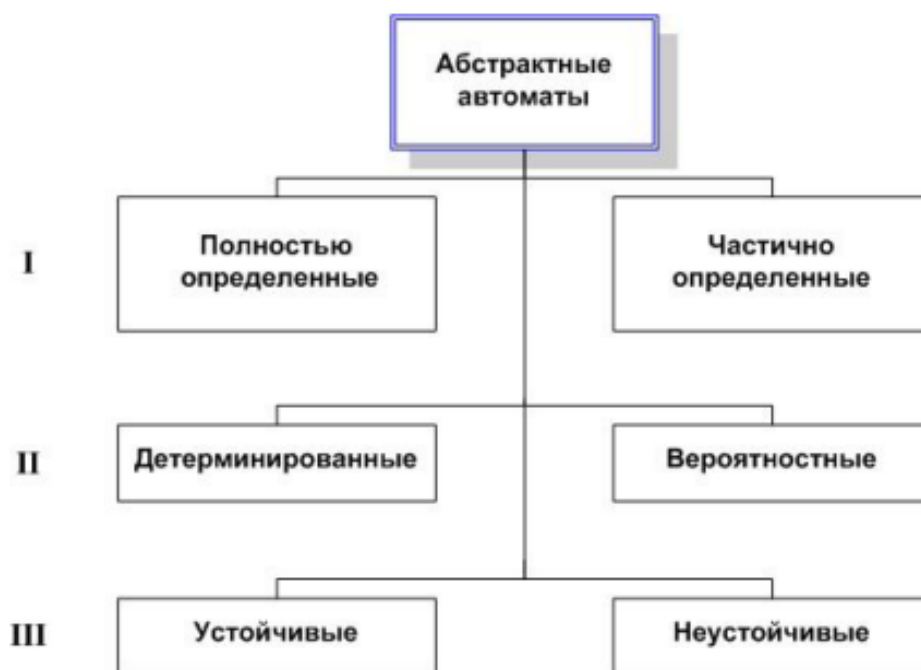 Абстрактные
автоматы
I
Полностью
определенные
Частично
определенные
II
Детерминированные
Вероятностные
III
Устойчивые
Неустойчивые